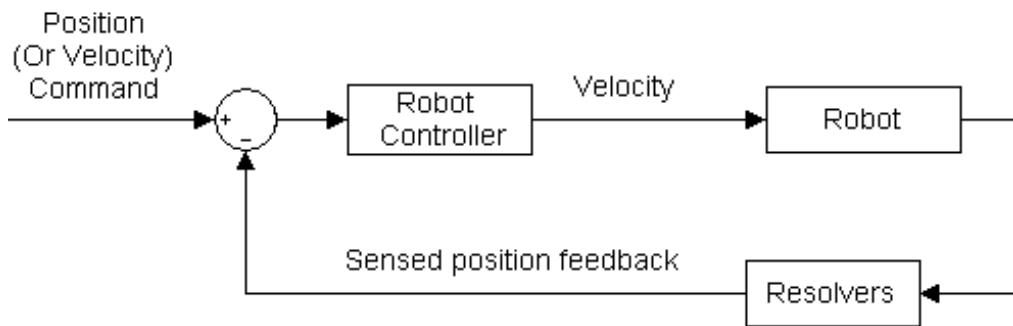 Position
(Or Velocity)
Command
+
−
Robot
Controller
Velocity
Robot
Sensed position feedback
Resolvers